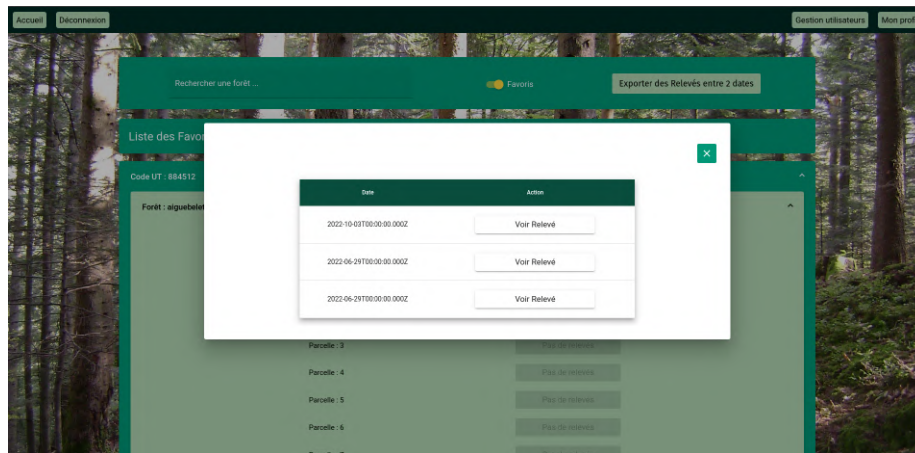 Accueil Déconnexion Gestion utilisateurs Mon prof
Rechercher une forêt ... Favoris Exporter des Relevés entre 2 dates
Liste des Favor
Code UT : 884512
Forêt : aiguebelet
Date Action
2022-10-03T00:00:00.000Z Voir Relevé
2022-06-29T00:00:00.000Z Voir Relevé
2022-06-29T00:00:00.000Z Voir Relevé
Parcelle : 3 Pas de relevés
Parcelle : 4 Pas de relevés
Parcelle : 5 Pas de relevés
Parcelle : 6 Pas de relevés